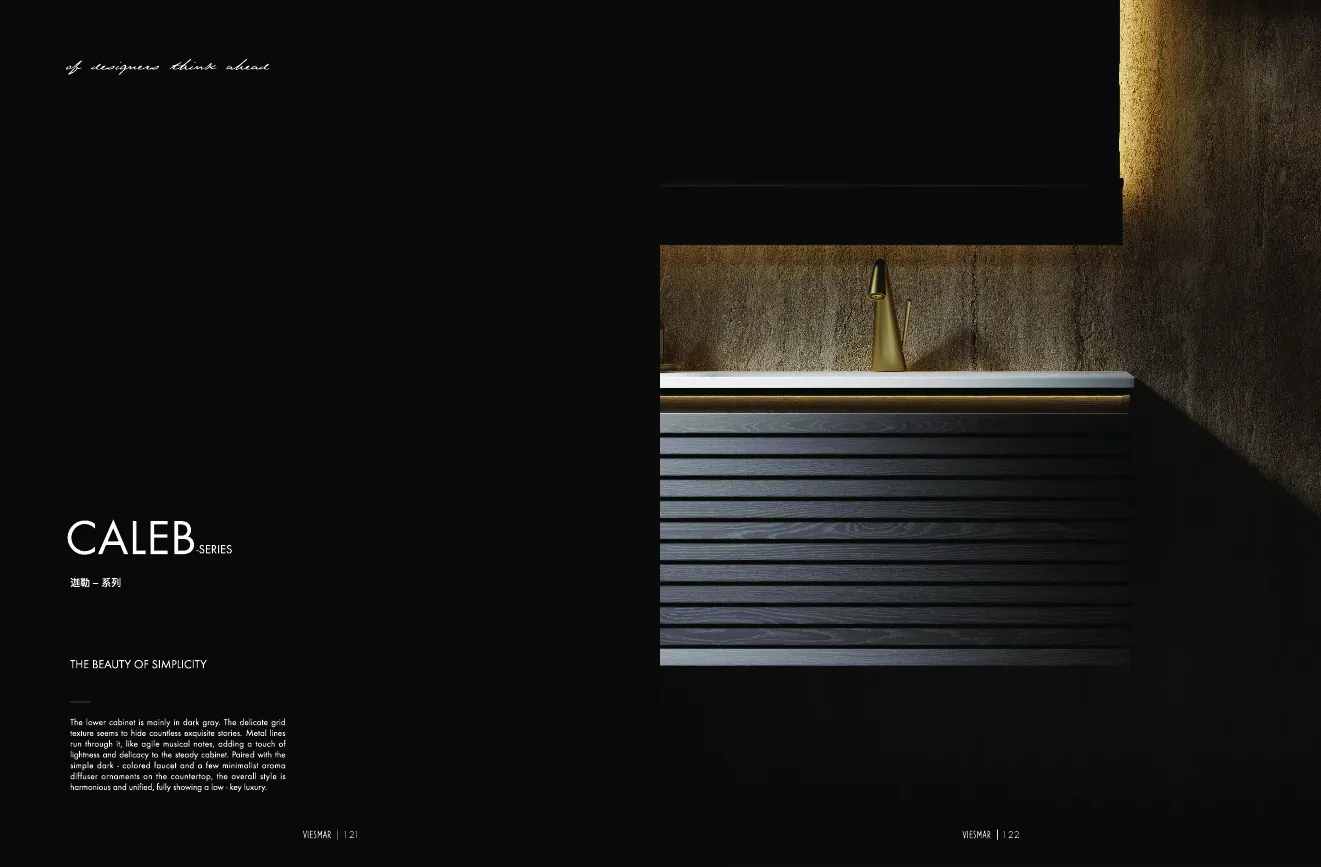 of designers think ahead
CALEB-SERIES
迦勒 – 系列
THE BEAUTY OF SIMPLICITY
The lower cabinet is mainly in dark gray. The delicate grid
texture seems to hide countless exquisite stories. Metal lines
run through it, like agile musical notes, adding a touch of
lightness and delicacy to the steady cabinet. Paired with the
simple dark - colored faucet and a few minimalist aroma
diffuser ornaments on the countertop, the overall style is
harmonious and unified, fully showing a low - key luxury.
VIESMAR | 121
VIESMAR | 122